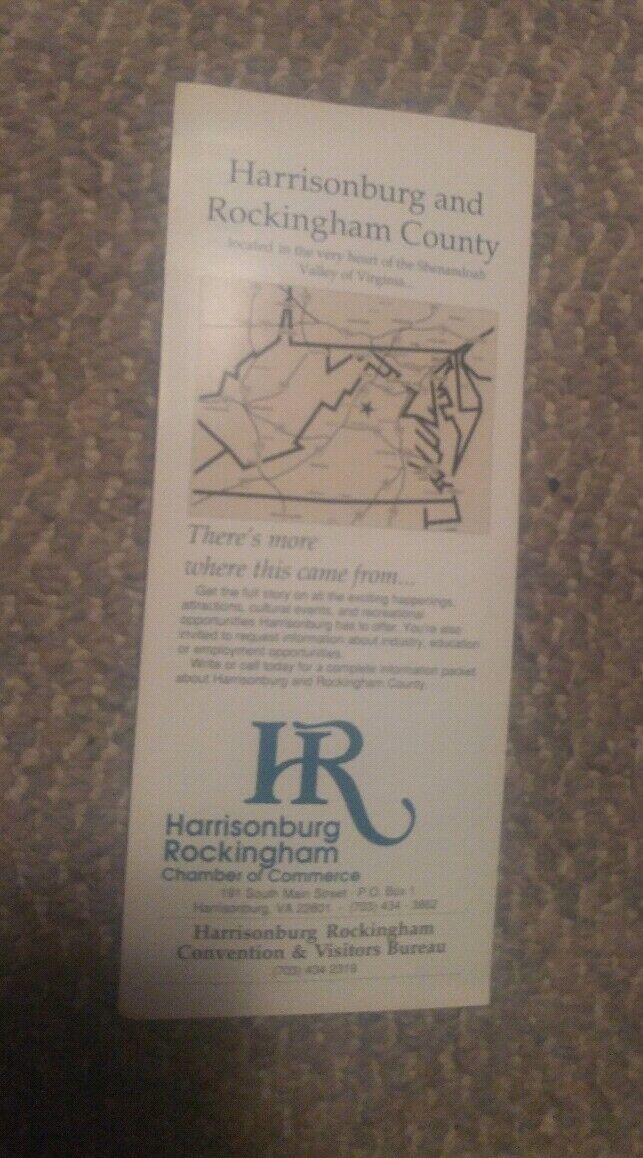 Harrisonburg and
Rockingham County
located in the very heart of the Shenandoah
Valley of Virginia...
There's more
where this came from...
Get the full story on all the exciting happenings,
attractions, cultural events, and recreational
opportunities Harrisonburg has to offer. You're also
invited to request information about industry, education
or employment opportunities.
Write or call today for a complete information packet
about Harrisonburg and Rockingham County.
HR
Harrisonburg
Rockingham
Chamber of Commerce
191 South Main Street · P.O. Box 1
Harrisonburg, VA 22801 · (703) 434 - 3862
Harrisonburg Rockingham
Convention & Visitors Bureau
(703) 434 2319